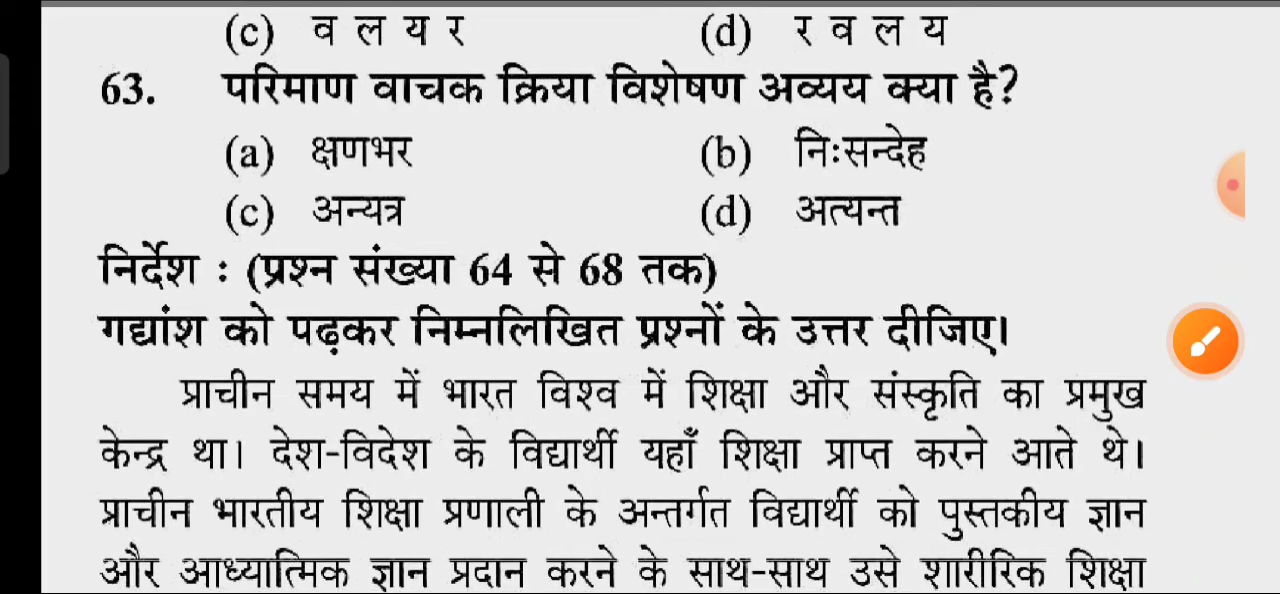 (c) व ल य र (d) र व ल य
63. परिमाण वाचक क्रिया विशेषण अव्यय क्या है?
(a) क्षणभर (b) निःसन्देह
(c) अन्यत्र (d) अत्यन्त
निर्देश : (प्रश्न संख्या 64 से 68 तक)
गद्यांश को पढ़कर निम्नलिखित प्रश्नों के उत्तर दीजिए।
प्राचीन समय में भारत विश्व में शिक्षा और संस्कृति का प्रमुख
केन्द्र था। देश-विदेश के विद्यार्थी यहाँ शिक्षा प्राप्त करने आते थे।
प्राचीन भारतीय शिक्षा प्रणाली के अन्तर्गत विद्यार्थी को पुस्तकीय ज्ञान
और आध्यात्मिक ज्ञान प्रदान करने के साथ-साथ उसे शारीरिक शिक्षा